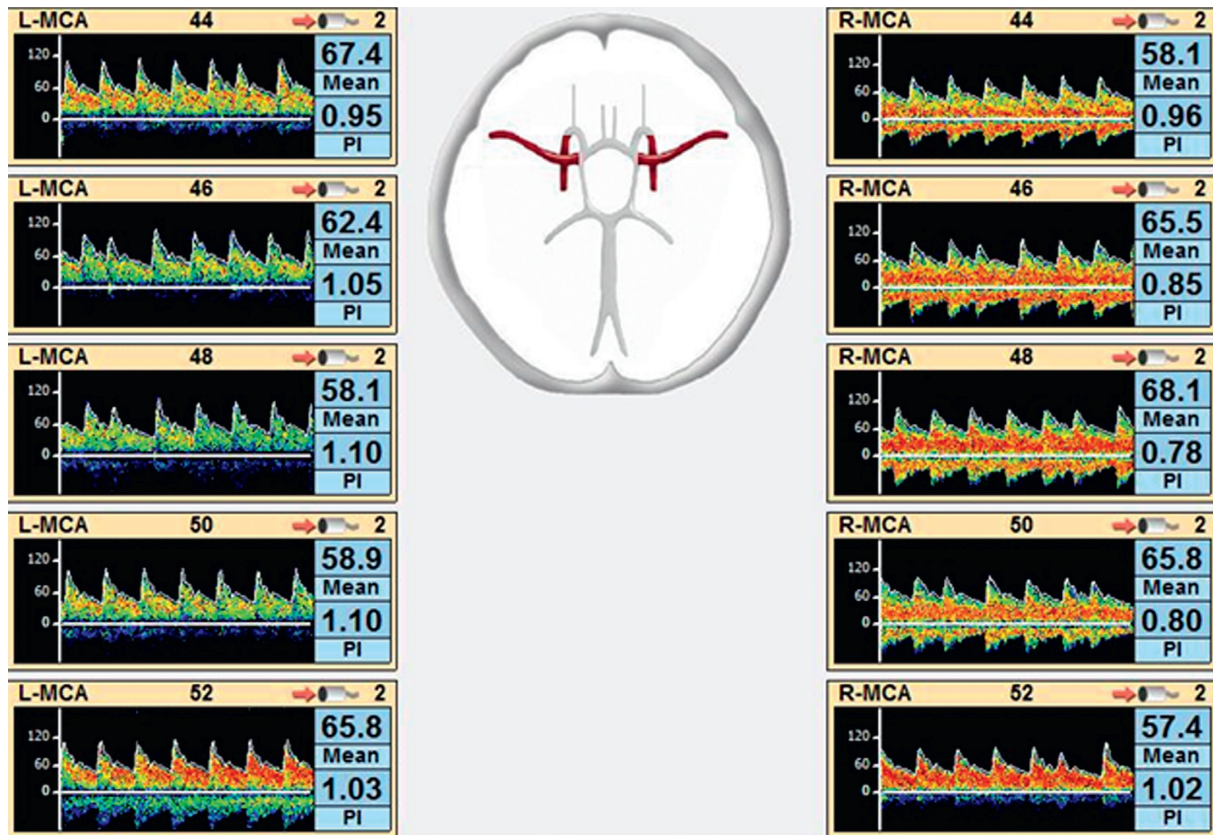 L-MCA 44 2
120
60
0
67.4
Mean
0.95
PI
L-MCA 46 2
120
60
0
62.4
Mean
1.05
PI
L-MCA 48 2
120
60
0
58.1
Mean
1.10
PI
L-MCA 50 2
120
60
0
58.9
Mean
1.10
PI
L-MCA 52 2
120
60
0
65.8
Mean
1.03
PI
R-MCA 44 2
120
60
0
58.1
Mean
0.96
PI
R-MCA 46 2
120
60
0
65.5
Mean
0.85
PI
R-MCA 48 2
120
60
0
68.1
Mean
0.78
PI
R-MCA 50 2
120
60
0
65.8
Mean
0.80
PI
R-MCA 52 2
120
60
0
57.4
Mean
1.02
PI